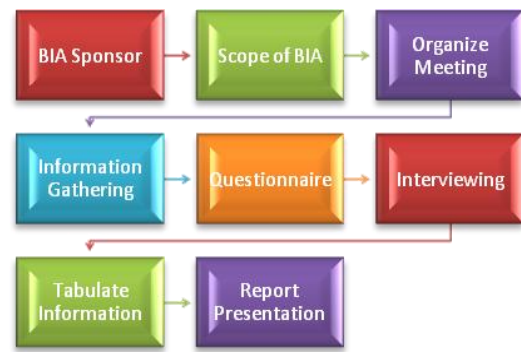 BIA Sponsor
Scope of BIA
Organize
Meeting
Information
Gathering
Questionnaire
Interviewing
Tabulate
Information
Report
Presentation